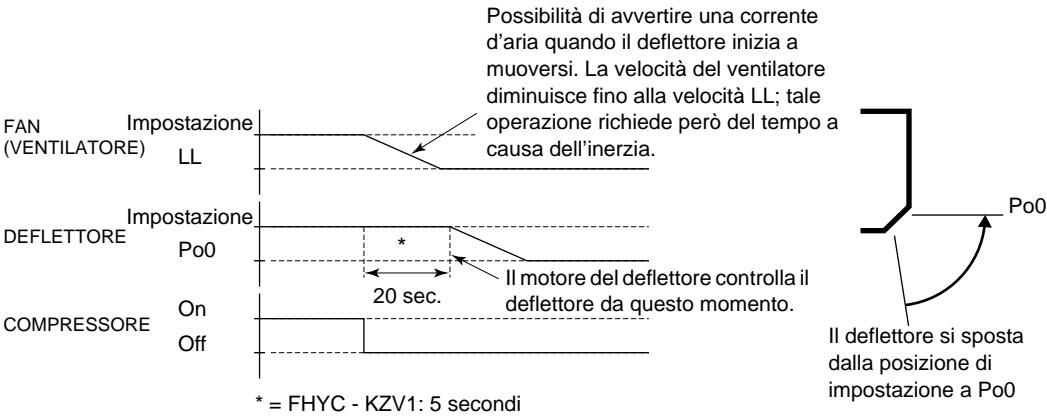 Possibilità di avvertire una corrente
d'aria quando il deflettore inizia a
muoversi. La velocità del ventilatore
diminuisce fino alla velocità LL; tale
operazione richiede però del tempo a
causa dell'inerzia.
FAN
(VENTILATORE)
Impostazione
LL
DEFLETTORE
Impostazione
Po0
*
20 sec.
Il motore del deflettore controlla il
deflettore da questo momento.
COMPRESSORE
On
Off
* = FHYC - KZV1: 5 secondi
Po0
Il deflettore si sposta
dalla posizione di
impostazione a Po0